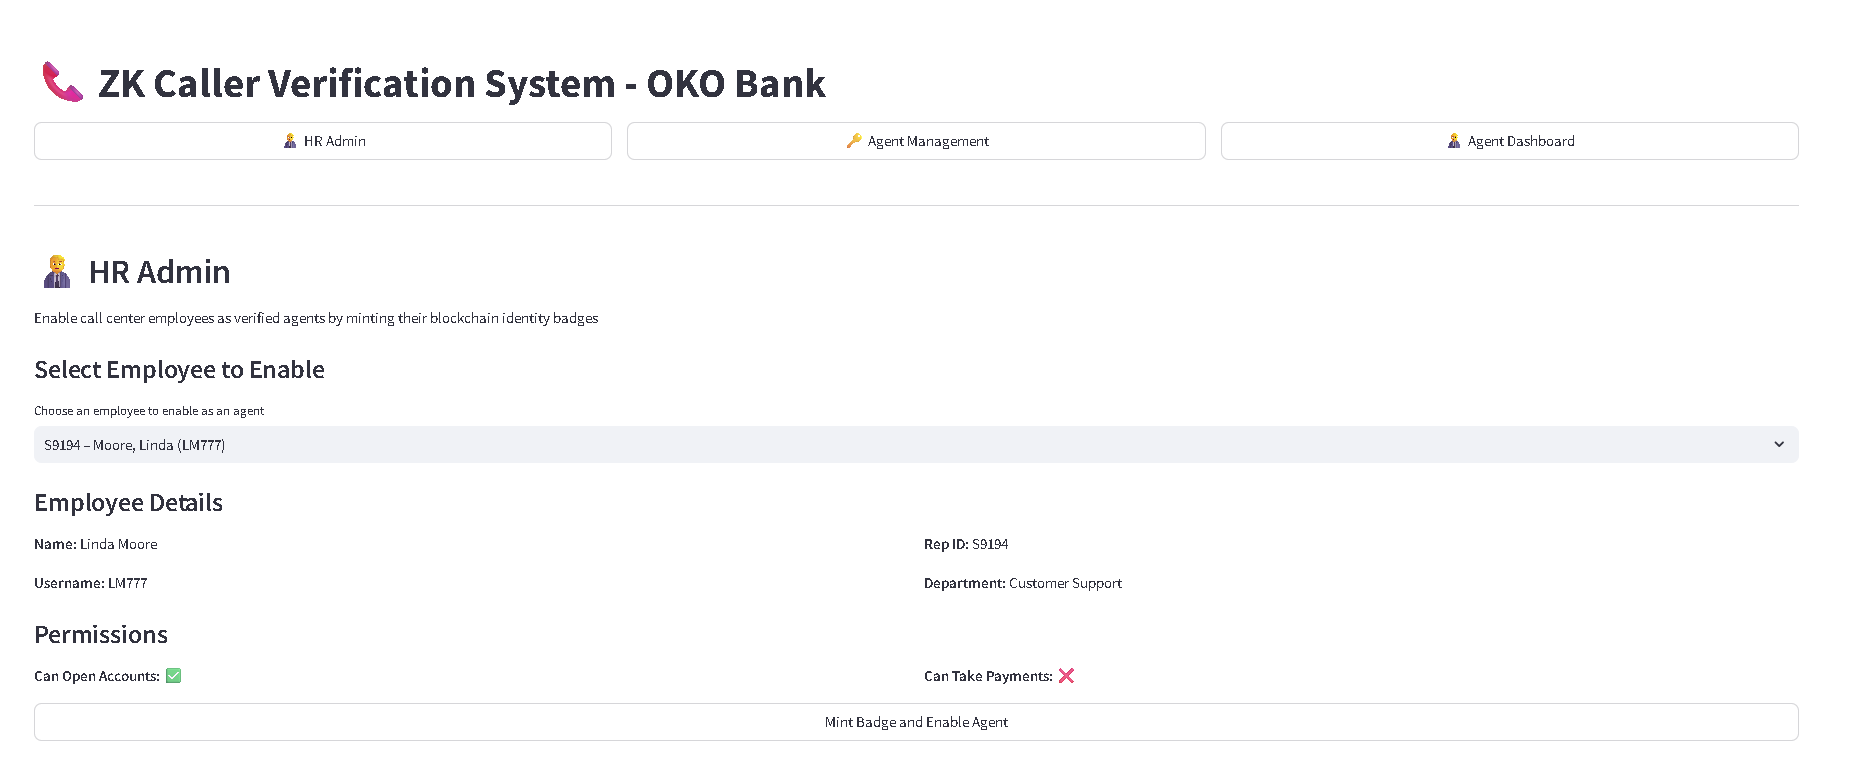 ZK Caller Verification System - OKO Bank
HR Admin
Agent Management
Agent Dashboard
HR Admin
Enable call center employees as verified agents by minting their blockchain identity badges
Select Employee to Enable
Choose an employee to enable as an agent
S9194 – Moore, Linda (LM777)
Employee Details
Name: Linda Moore
Rep ID: S9194
Username: LM777
Department: Customer Support
Permissions
Can Open Accounts: ✅
Can Take Payments: ❌
Mint Badge and Enable Agent